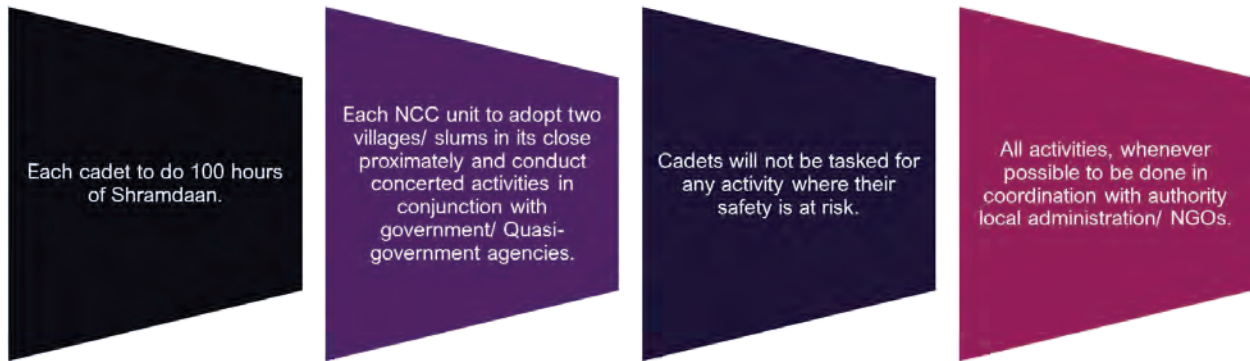 Each cadet to do 100 hours
of Shramdaan.
Each NCC unit to adopt two
villages/ slums in its close
proximately and conduct
concerted activities in
conjunction with
government/ Quasi-
government agencies.
Cadets will not be tasked for
any activity where their
safety is at risk.
All activities, whenever
possible to be done in
coordination with authority
local administration/ NGOs.